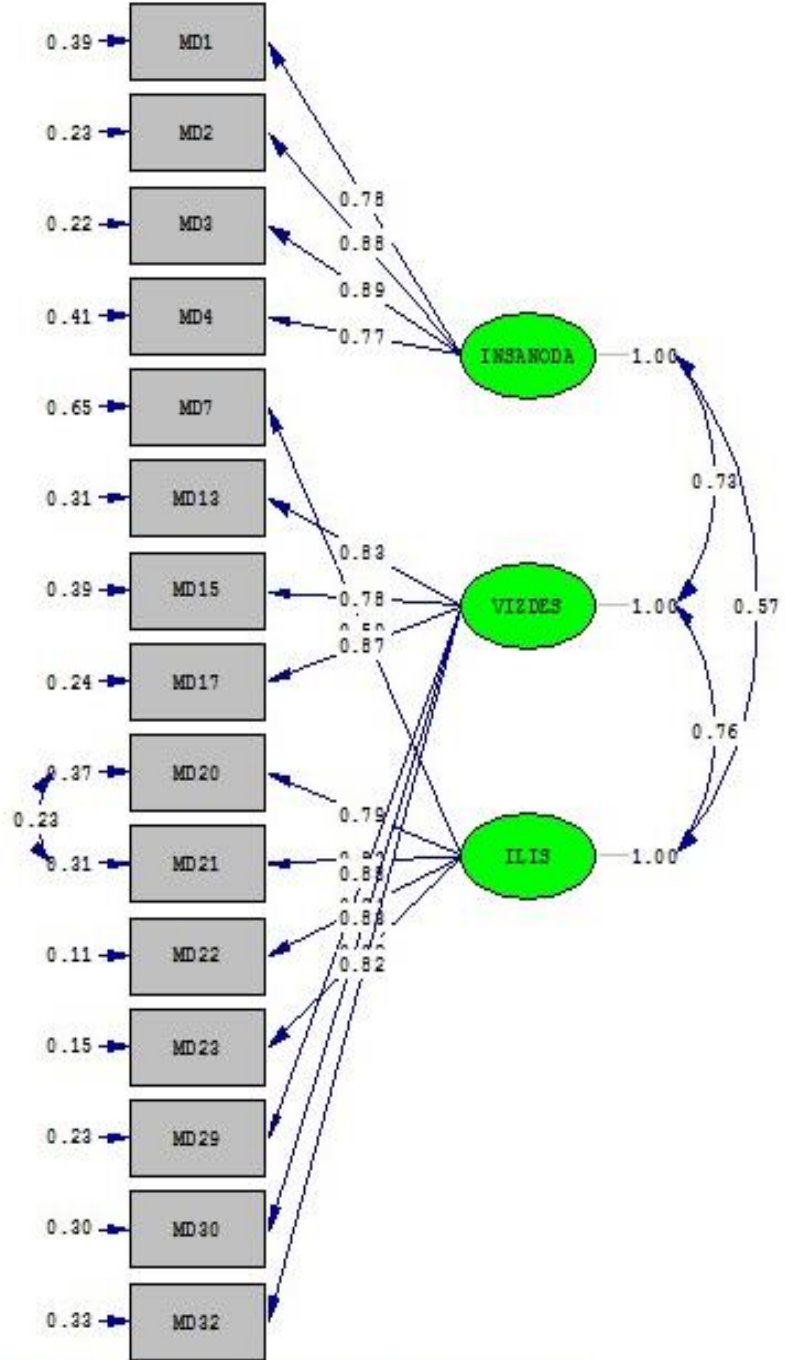 0.39 MD1
0.23 MD2
0.78
0.22 MD3
0.88
0.89
0.41 MD4
0.77
INSANODA 1.00
0.65 MD7
0.73
0.31 MD13
0.83
0.39 MD15
0.78
VIZDES 1.00 0.57
0.87
0.24 MD17
0.76
0.37 MD20
0.79
0.23
0.31 MD21
ILIS 1.00
0.88
0.11 MD22
0.82
0.15 MD23
0.23 MD29
0.30 MD30
0.33 MD32